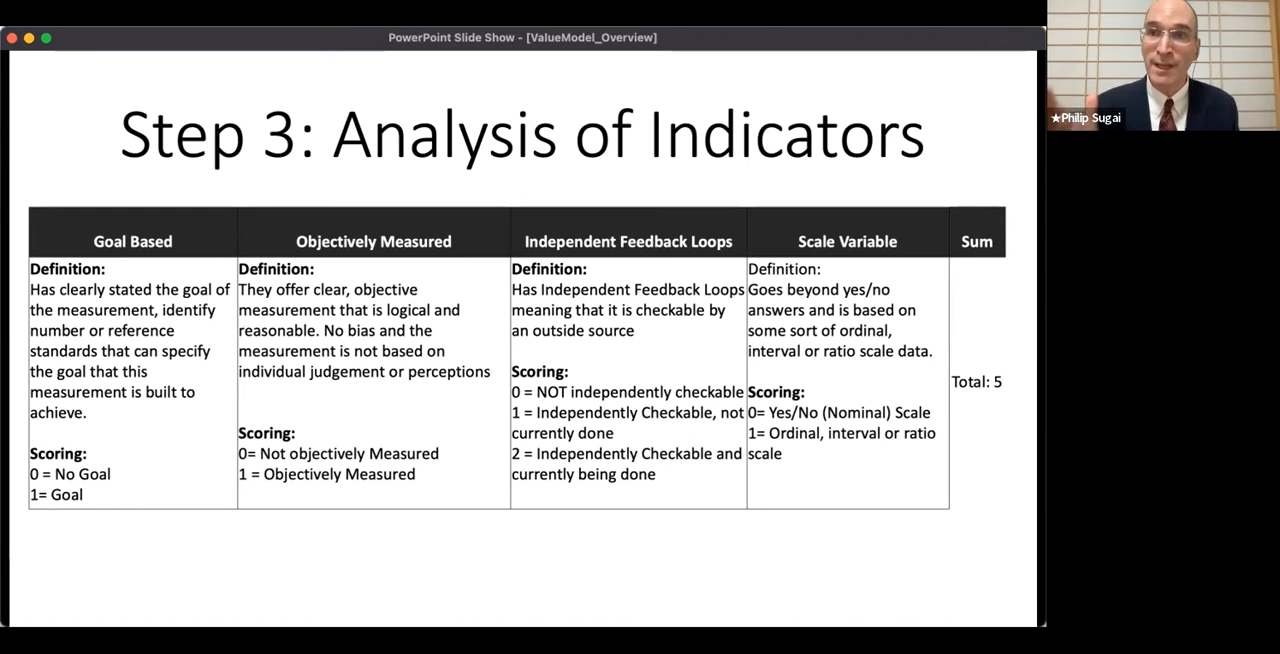 PowerPoint Slide Show - [ValueModel_Overview]
★Philip Sugai
Step 3: Analysis of Indicators
Goal Based
Objectively Measured
Independent Feedback Loops
Scale Variable
Sum
Definition:
Has clearly stated the goal of
the measurement, identify
number or reference
standards that can specify
the goal that this
measurement is built to
achieve.
Scoring:
0 = No Goal
1= Goal
Definition:
They offer clear, objective
measurement that is logical and
reasonable. No bias and the
measurement is not based on
individual judgement or perceptions
Scoring:
0= Not objectively Measured
1 = Objectively Measured
Definition:
Has Independent Feedback Loops
meaning that it is checkable by
an outside source
Scoring:
0 = NOT independently checkable
1 = Independently Checkable, not
currently done
2 = Independently Checkable and
currently being done
Definition:
Goes beyond yes/no
answers and is based on
some sort of ordinal,
interval or ratio scale data.
Scoring:
0= Yes/No (Nominal) Scale
1= Ordinal, interval or ratio
scale
Total: 5